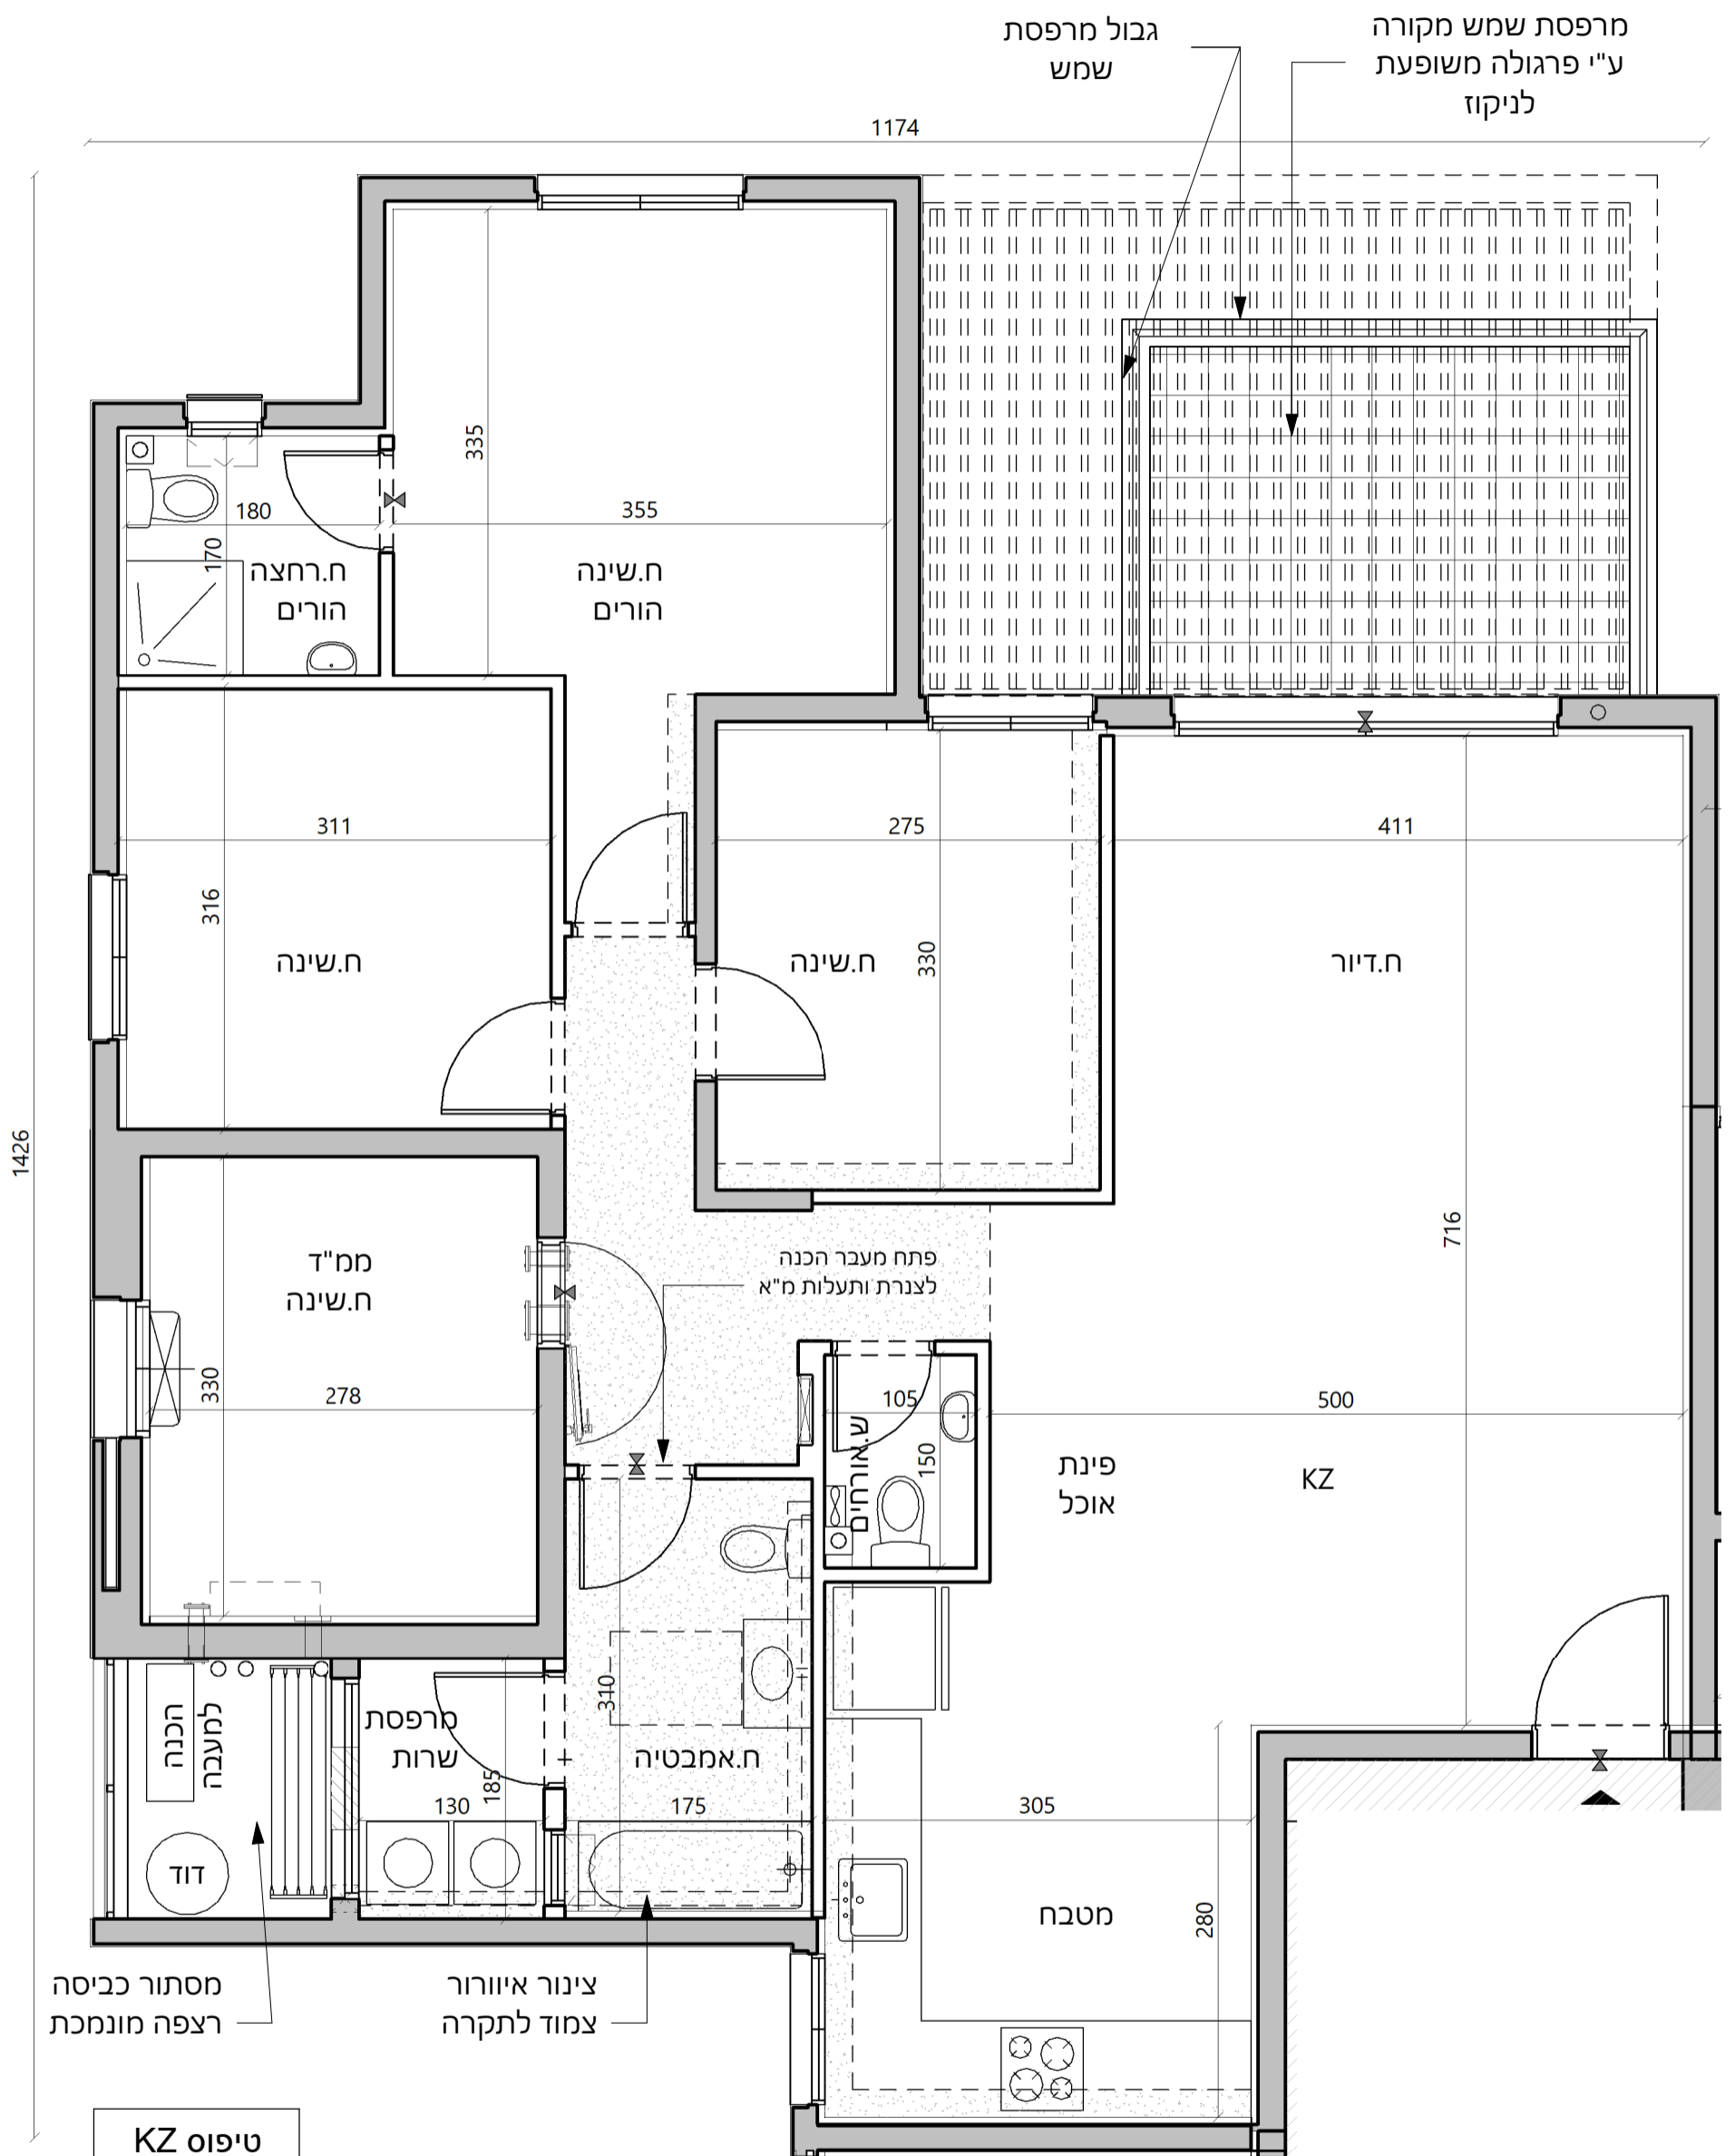 גבול מרפסת
שמש
מרפסת שמש מקורה
ע"י פרגולה משופעת
לניקוז
1174
1426
335
355
180
170
ח.רחצה
הורים
ח.שינה
הורים
311
316
ח.שינה
275
330
ח.שינה
411
ח.דיור
716
ממ"ד
ח.שינה
330
278
פתח מעבר הכנה
לצנרת ותעלות מ"א
105
150
ש.אורחים
500
פינת
אוכל
KZ
310
ח.אמבטיה
175
מרפסת
שרות
185
130
הכנה
למעבה
דוד
305
280
מטבח
מסתור כביסה
רצפה מונמכת
צינור איוורור
צמוד לתקרה
טיפוס KZ